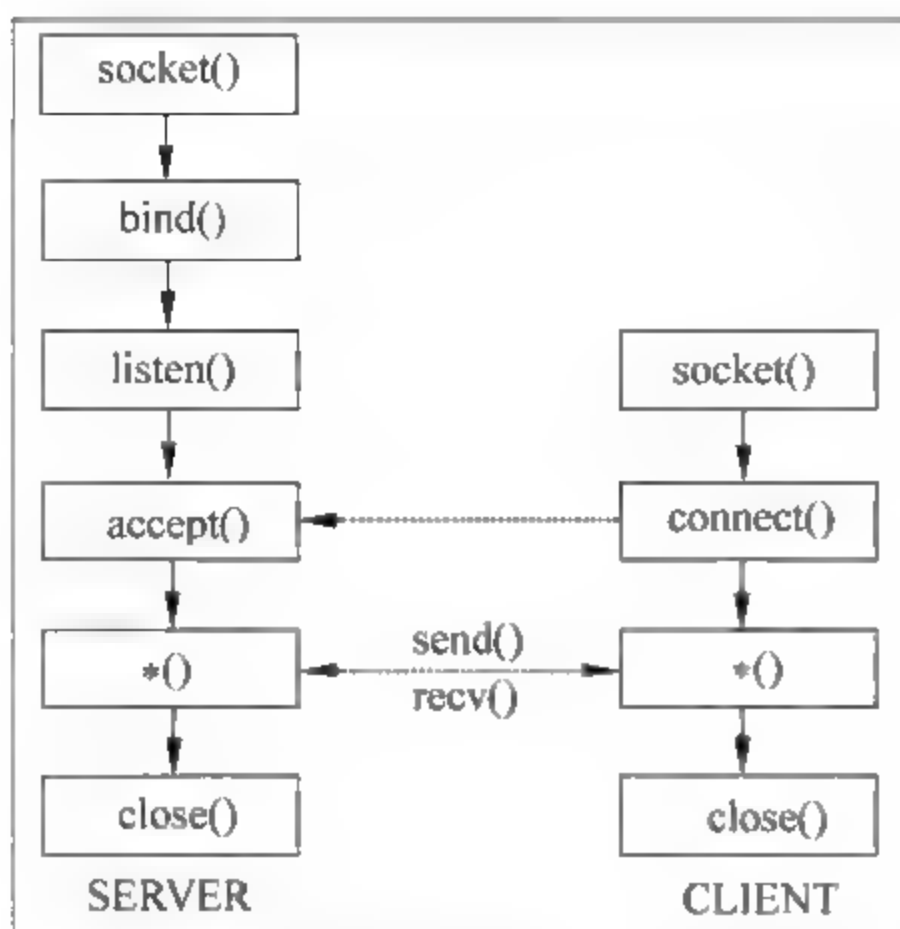 socket()
bind()
listen()
socket()
accept()
connect()
*()
send()
recv()
*()
close()
close()
SERVER
CLIENT